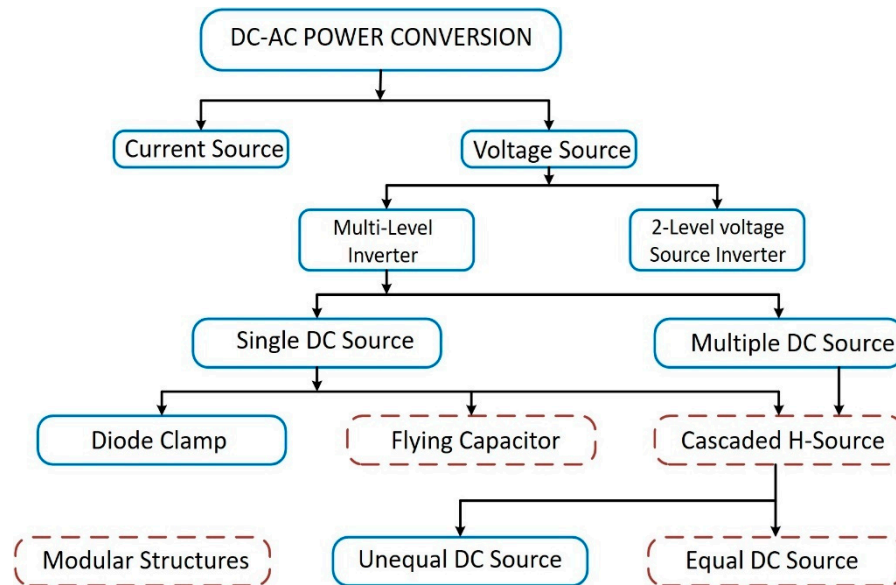 DC-AC POWER CONVERSION
Current Source
Voltage Source
Multi-Level
Inverter
2-Level voltage
Source Inverter
Single DC Source
Multiple DC Source
Diode Clamp
Flying Capacitor
Cascaded H-Source
Modular Structures
Unequal DC Source
Equal DC Source